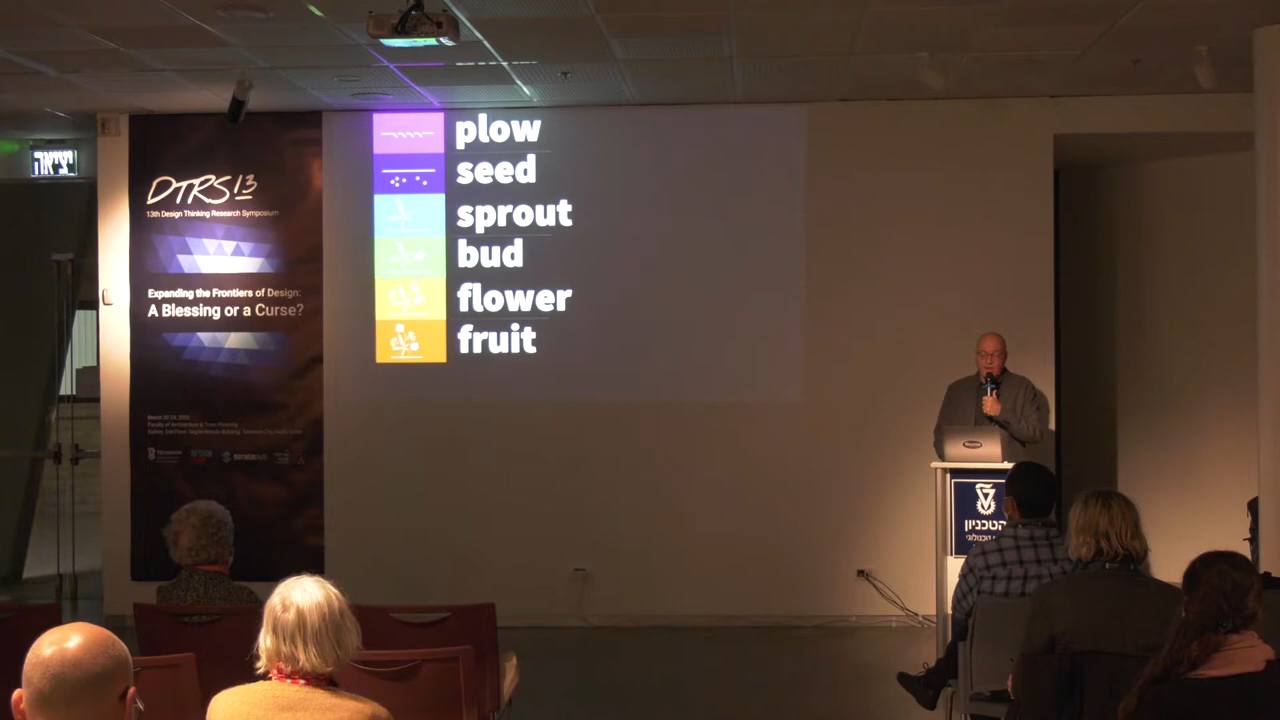 יציאה
DTRS13
13th Design Thinking Research Symposium
Expanding the Frontiers of Design:
A Blessing or a Curse?
plow
seed
sprout
bud
flower
fruit
הטכניון